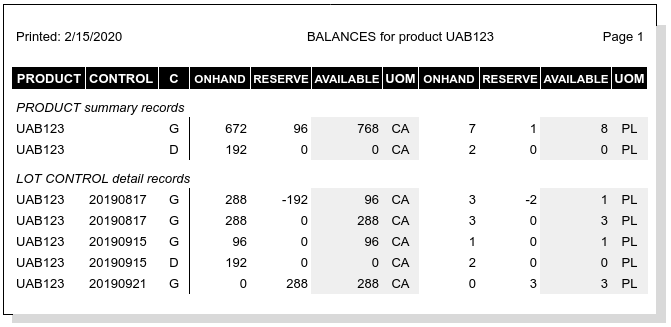 Printed: 2/15/2020 BALANCES for product UAB123 Page 1
PRODUCT CONTROL C ONHAND RESERVE AVAILABLE UOM ONHAND RESERVE AVAILABLE UOM
PRODUCT summary records
UAB123 G 672 96 768 CA 7 1 8 PL
UAB123 D 192 0 0 CA 2 0 0 PL
LOT CONTROL detail records
UAB123 20190817 G 288 -192 96 CA 3 -2 1 PL
UAB123 20190817 G 288 0 288 CA 3 0 3 PL
UAB123 20190915 G 96 0 96 CA 1 0 1 PL
UAB123 20190915 D 192 0 0 CA 2 0 0 PL
UAB123 20190921 G 0 288 288 CA 0 3 3 PL